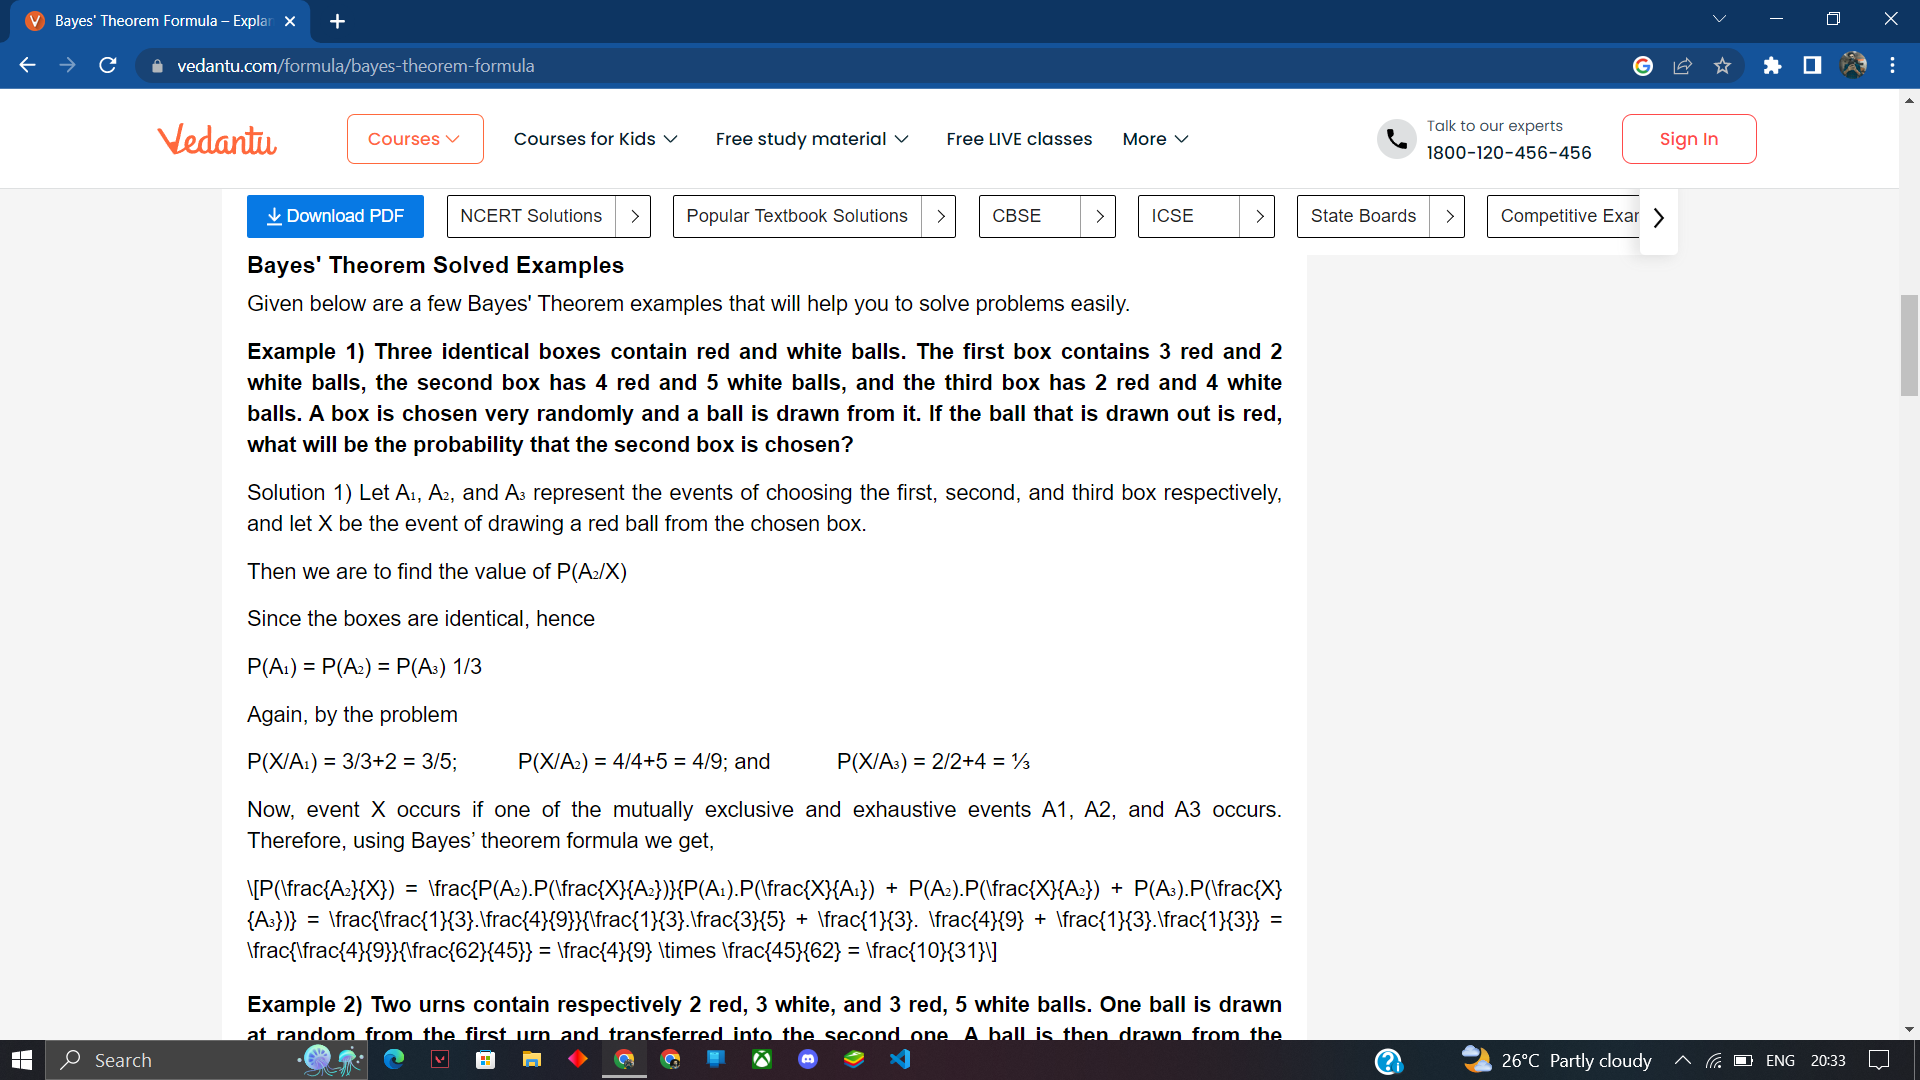 Bayes' Theorem Formula – Explan
vedantu.com/formula/bayes-theorem-formula
Vedantu
Courses
Courses for Kids
Free study material
Free LIVE classes
More
Talk to our experts
1800-120-456-456
Sign In
Download PDF
NCERT Solutions
Popular Textbook Solutions
CBSE
ICSE
State Boards
Competitive Exar
Bayes' Theorem Solved Examples
Given below are a few Bayes' Theorem examples that will help you to solve problems easily.
Example 1) Three identical boxes contain red and white balls. The first box contains 3 red and 2
white balls, the second box has 4 red and 5 white balls, and the third box has 2 red and 4 white
balls. A box is chosen very randomly and a ball is drawn from it. If the ball that is drawn out is red,
what will be the probability that the second box is chosen?
Solution 1) Let A₁, A₂, and A₃ represent the events of choosing the first, second, and third box respectively,
and let X be the event of drawing a red ball from the chosen box.
Then we are to find the value of P(A₂/X)
Since the boxes are identical, hence
P(A₁) = P(A₂) = P(A₃) 1/3
Again, by the problem
P(X/A₁) = 3/3+2 = 3/5; P(X/A₂) = 4/4+5 = 4/9; and P(X/A₃) = 2/2+4 = ⅓
Now, event X occurs if one of the mutually exclusive and exhaustive events A1, A2, and A3 occurs.
Therefore, using Bayes’ theorem formula we get,
\[P(\frac{A₂}{X}) = \frac{P(A₂).P(\frac{X}{A₂})}{P(A₁).P(\frac{X}{A₁}) + P(A₂).P(\frac{X}{A₂}) + P(A₃).P(\frac{X}
{A₃})} = \frac{\frac{1}{3}.\frac{4}{9}}{\frac{1}{3}.\frac{3}{5} + \frac{1}{3}. \frac{4}{9} + \frac{1}{3}.\frac{1}{3}} =
\frac{\frac{4}{9}}{\frac{62}{45}} = \frac{4}{9} \times \frac{45}{62} = \frac{10}{31}\]
Example 2) Two urns contain respectively 2 red, 3 white, and 3 red, 5 white balls. One ball is drawn
at random from the first urn and transferred into the second one. A ball is then drawn from the
Search
26°C Partly cloudy
ENG
20:33